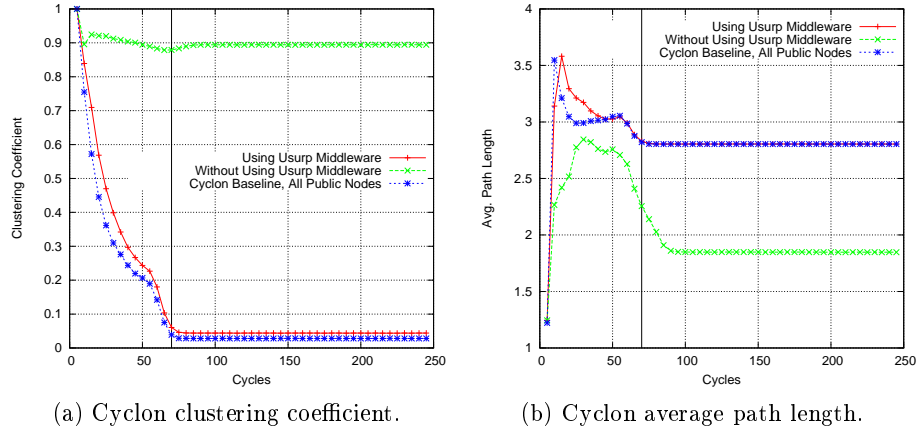 1
0.9
0.8
0.7
0.6
0.5
0.4
0.3
0.2
0.1
0
Clustering Coefficient
Using Usurp Middleware
Without Using Usurp Middleware
Cyclon Baseline, All Public Nodes
0 50 100 150 200 250
Cycles
(a) Cyclon clustering coefficient.
4
3.5
3
2.5
2
1.5
1
Avg. Path Length
Using Usurp Middleware
Without Using Usurp Middleware
Cyclon Baseline, All Public Nodes
0 50 100 150 200 250
Cycles
(b) Cyclon average path length.